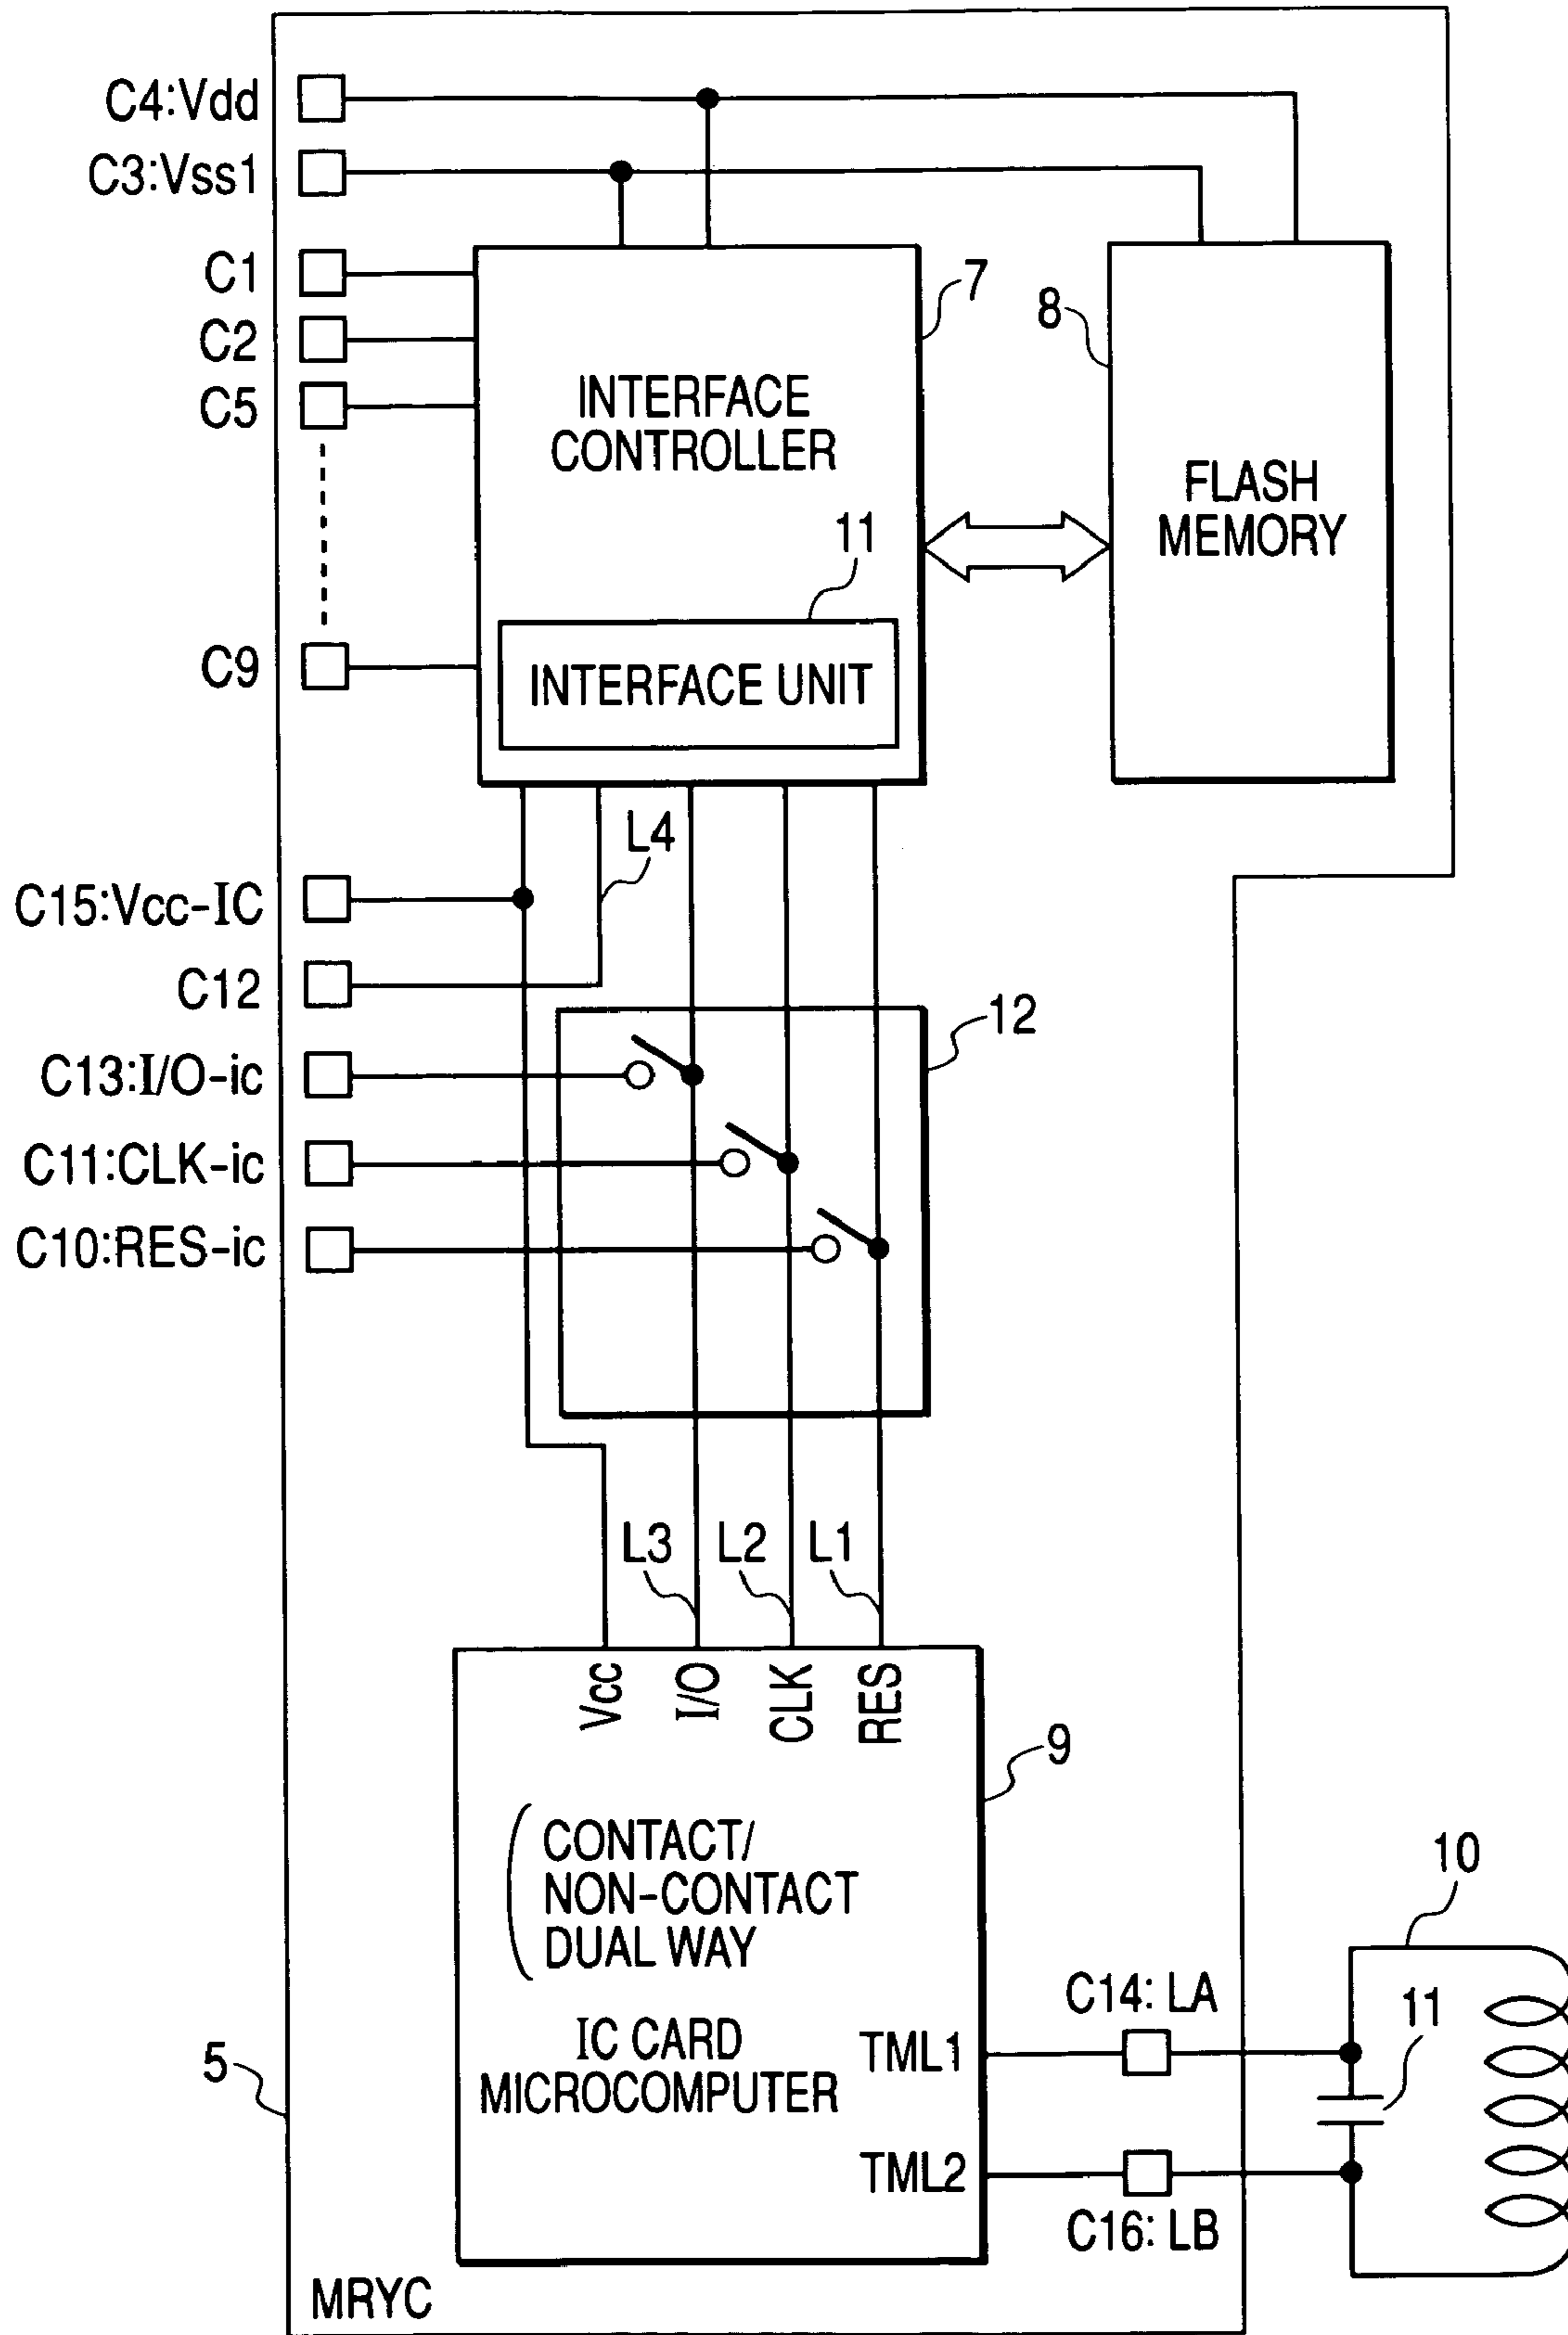 C4:Vdd
C3:Vss1
C1
C2
C5
C9
7
8
INTERFACE
CONTROLLER
FLASH
MEMORY
11
INTERFACE UNIT
L4
C15:Vcc-IC
C12
C13:I/O-ic
C11:CLK-ic
C10:RES-ic
12
L3
L2
L1
Vcc
I/O
CLK
RES
9
CONTACT/
NON-CONTACT
DUAL WAY
IC CARD
MICROCOMPUTER
TML1
TML2
C14: LA
C16: LB
10
11
5
MRYC